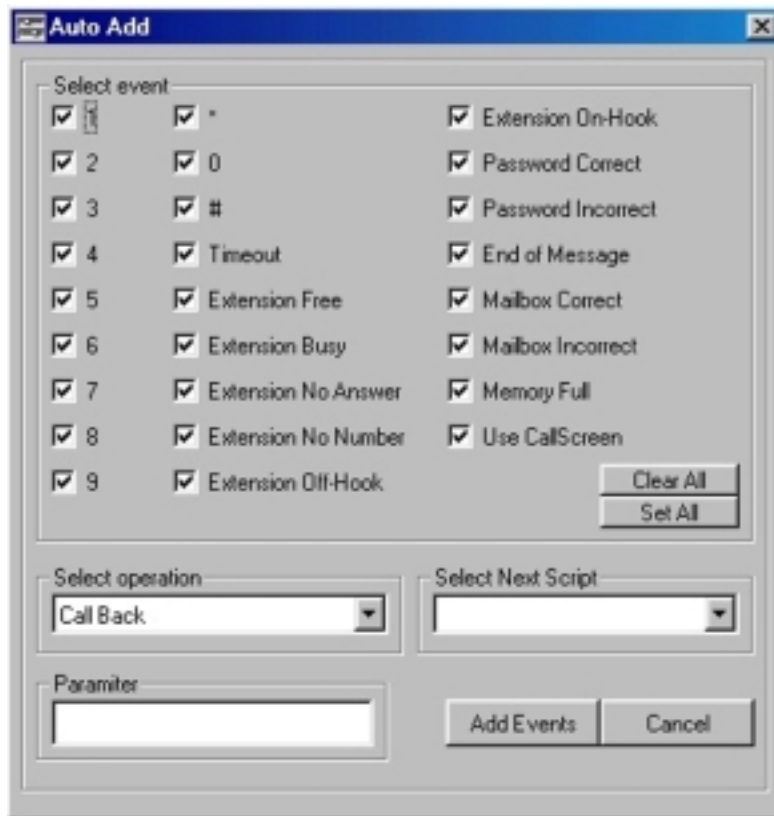 Auto Add
Select event
1 * Extension On-Hook
2 0 Password Correct
3 # Password Incorrect
4 Timeout End of Message
5 Extension Free Mailbox Correct
6 Extension Busy Mailbox Incorrect
7 Extension No Answer Memory Full
8 Extension No Number Use CallScreen
9 Extension Off-Hook Clear All
Set All
Select operation Select Next Script
Call Back
Paramiter
Add Events Cancel